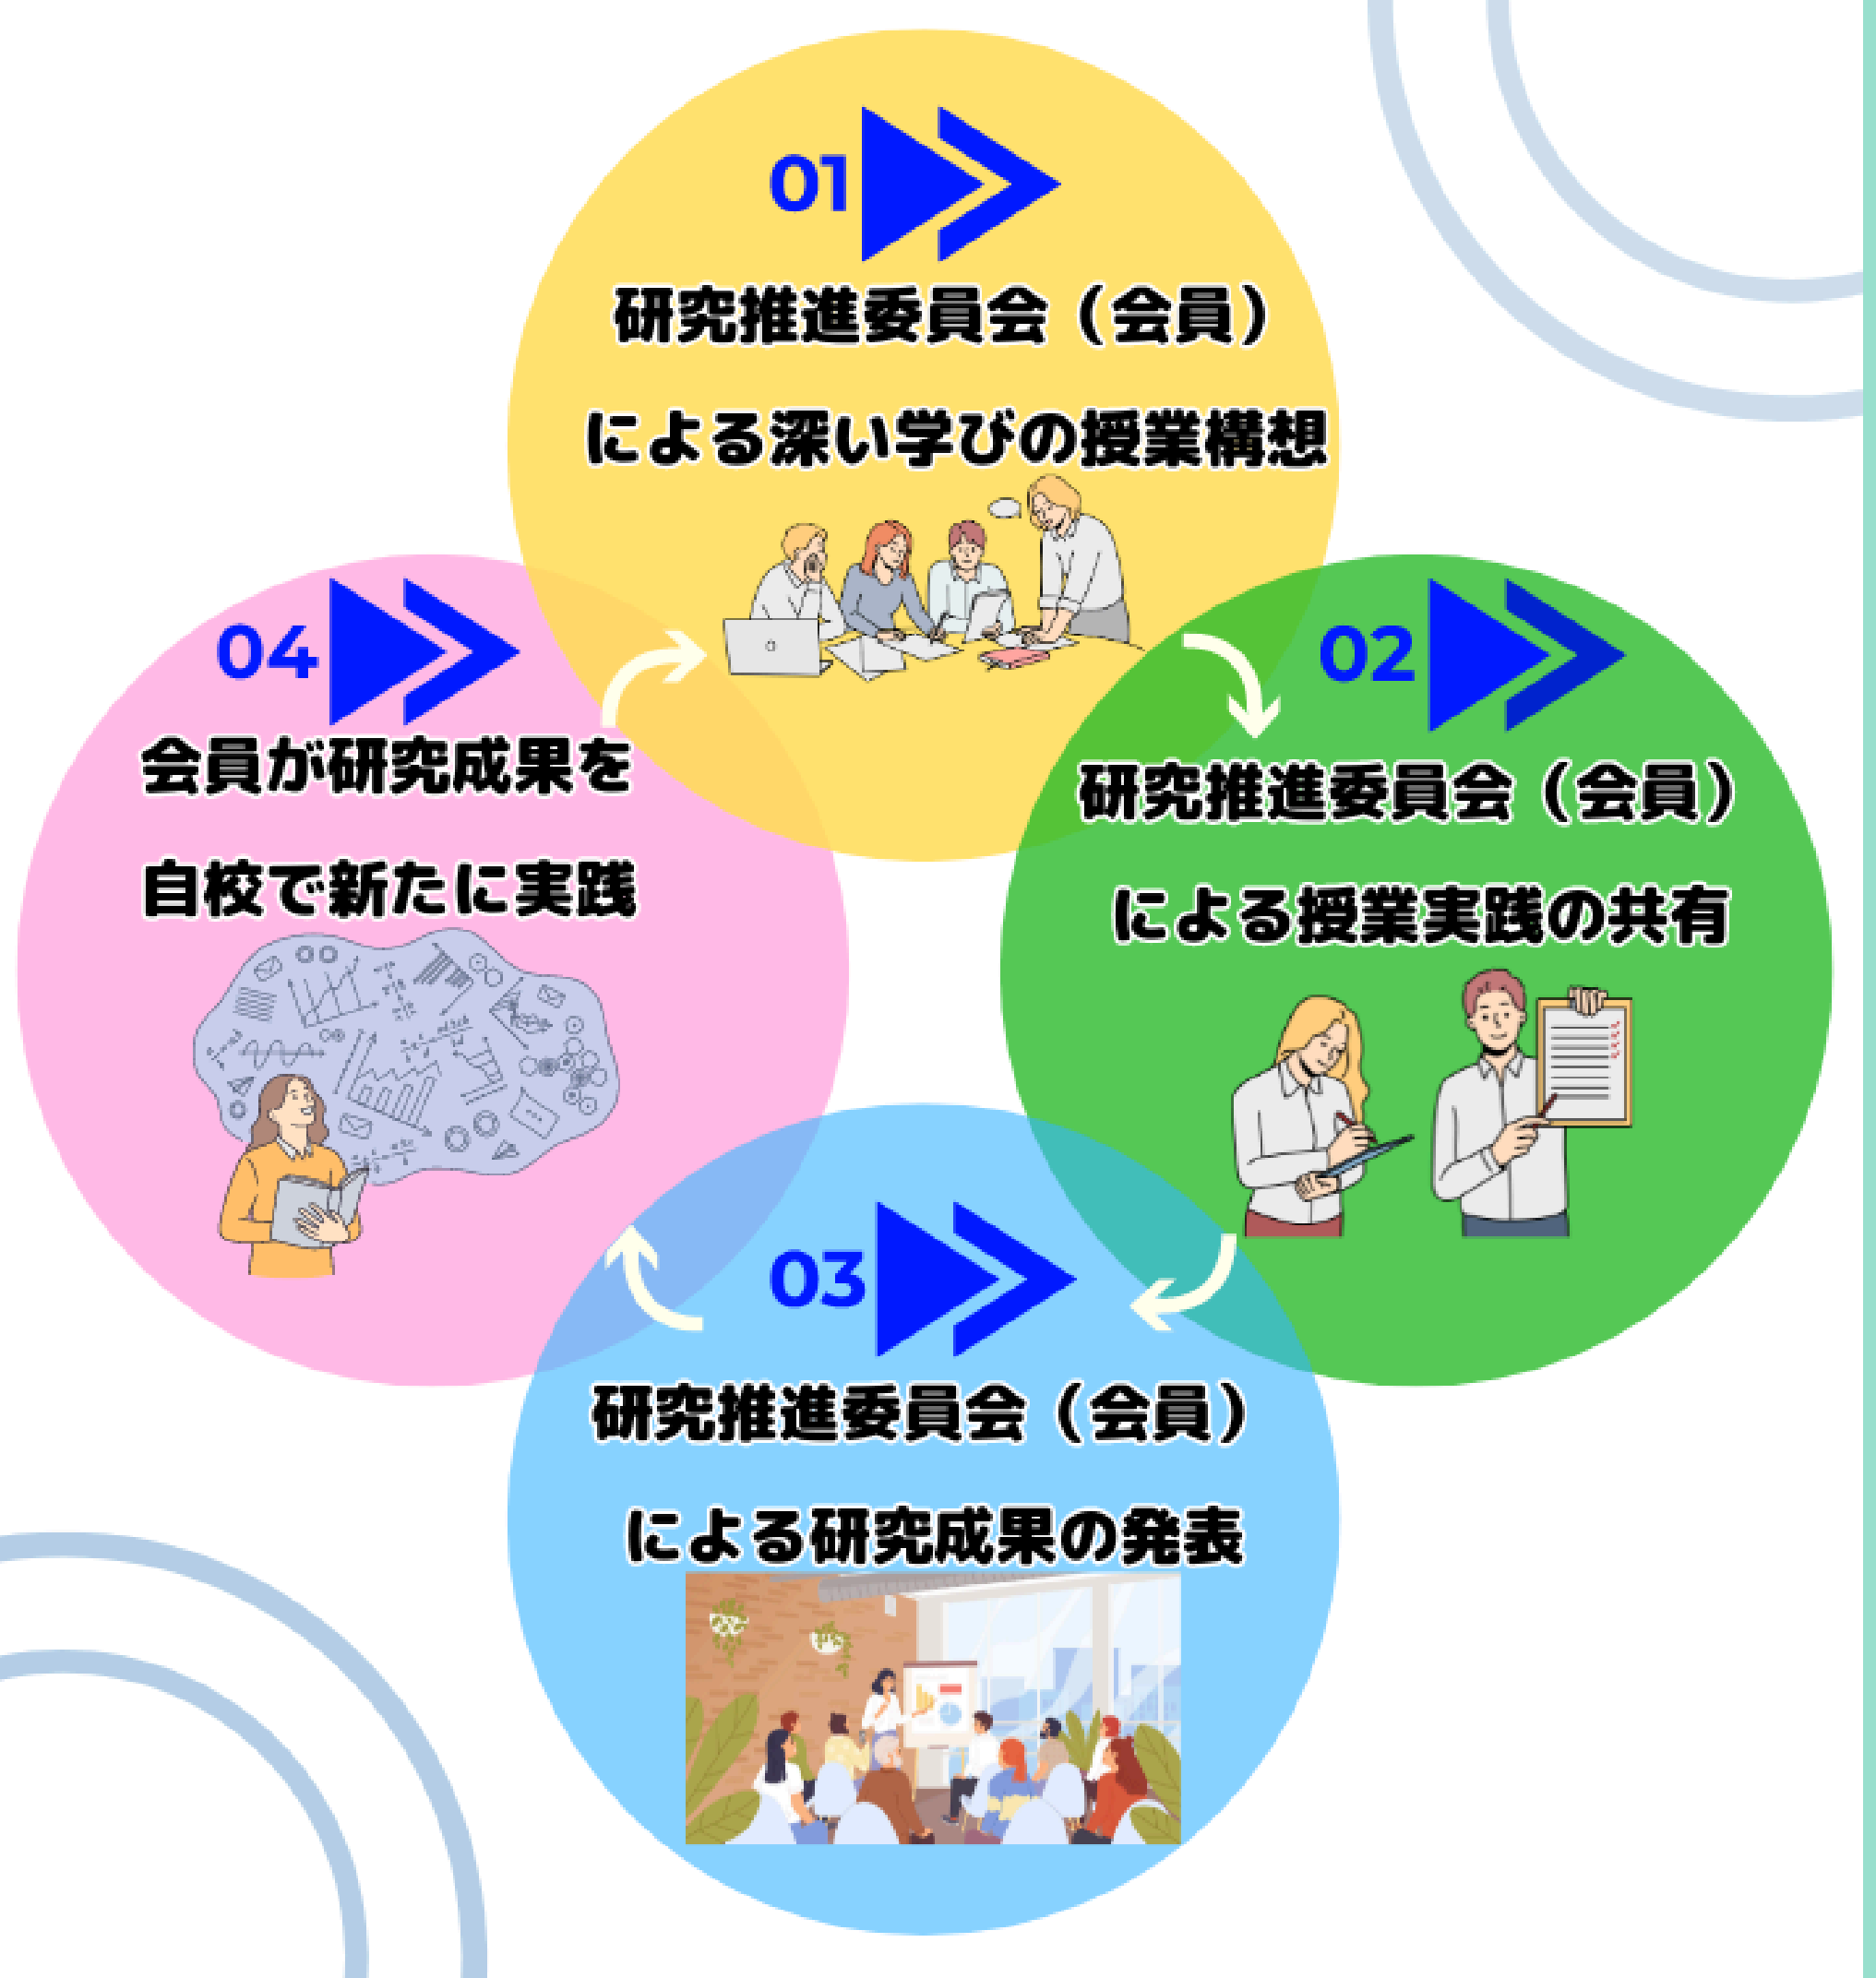 01
研究推進委員会（会員）
による深い学びの授業構想
02
研究推進委員会（会員）
による授業実践の共有
03
研究推進委員会（会員）
による研究成果の発表
04
会員が研究成果を
自校で新たに実践